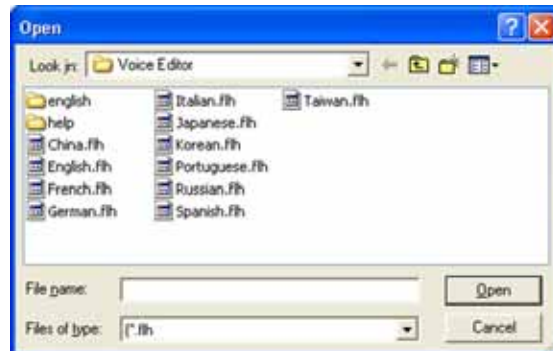 Open
Look in: Voice Editor
english
help
China.flh
English.flh
French.flh
German.flh
Italian.flh
Japanese.flh
Korean.flh
Portuguese.flh
Russian.flh
Spanish.flh
Taiwan.flh
File name:
Open
Files of type: (*.flh
Cancel